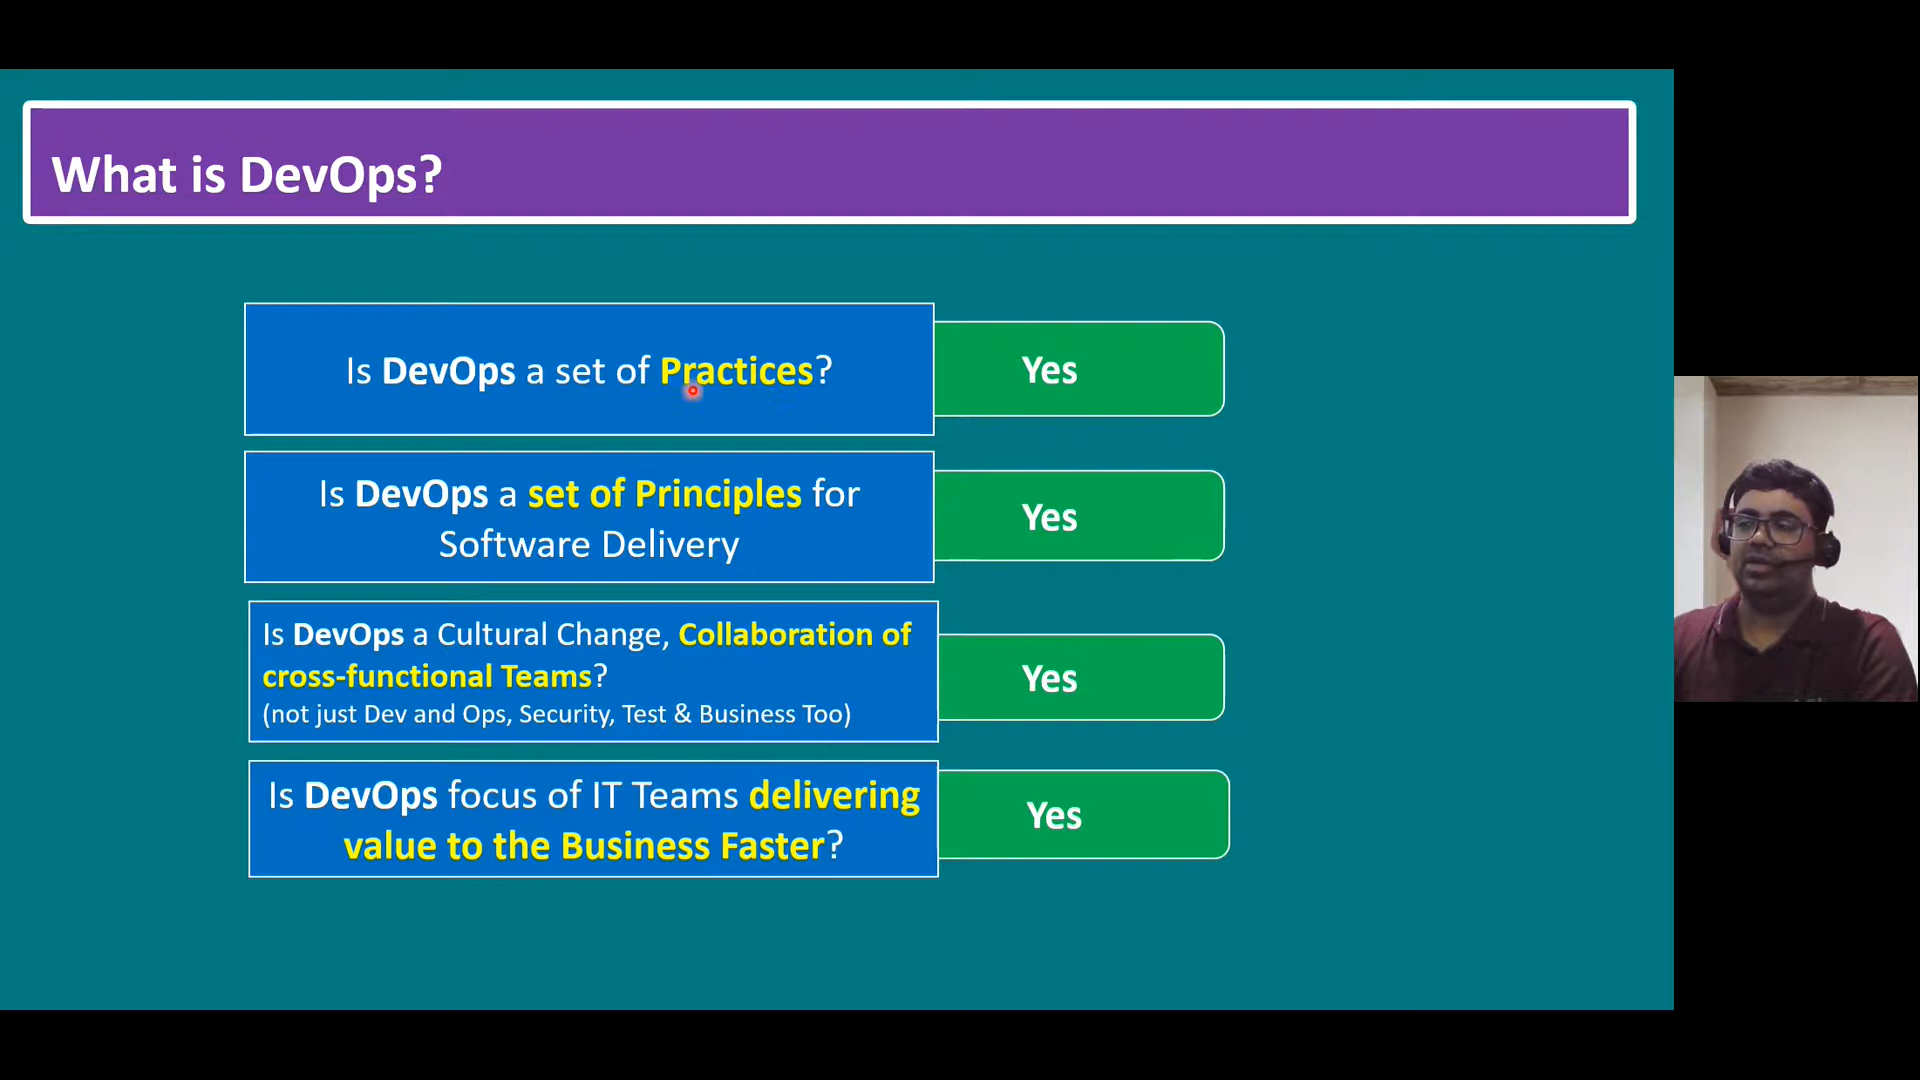 What is DevOps?
Is DevOps a set of Practices?
Yes
Is DevOps a set of Principles for
Software Delivery
Yes
Is DevOps a Cultural Change, Collaboration of
cross-functional Teams?
(not just Dev and Ops, Security, Test & Business Too)
Yes
Is DevOps focus of IT Teams delivering
value to the Business Faster?
Yes